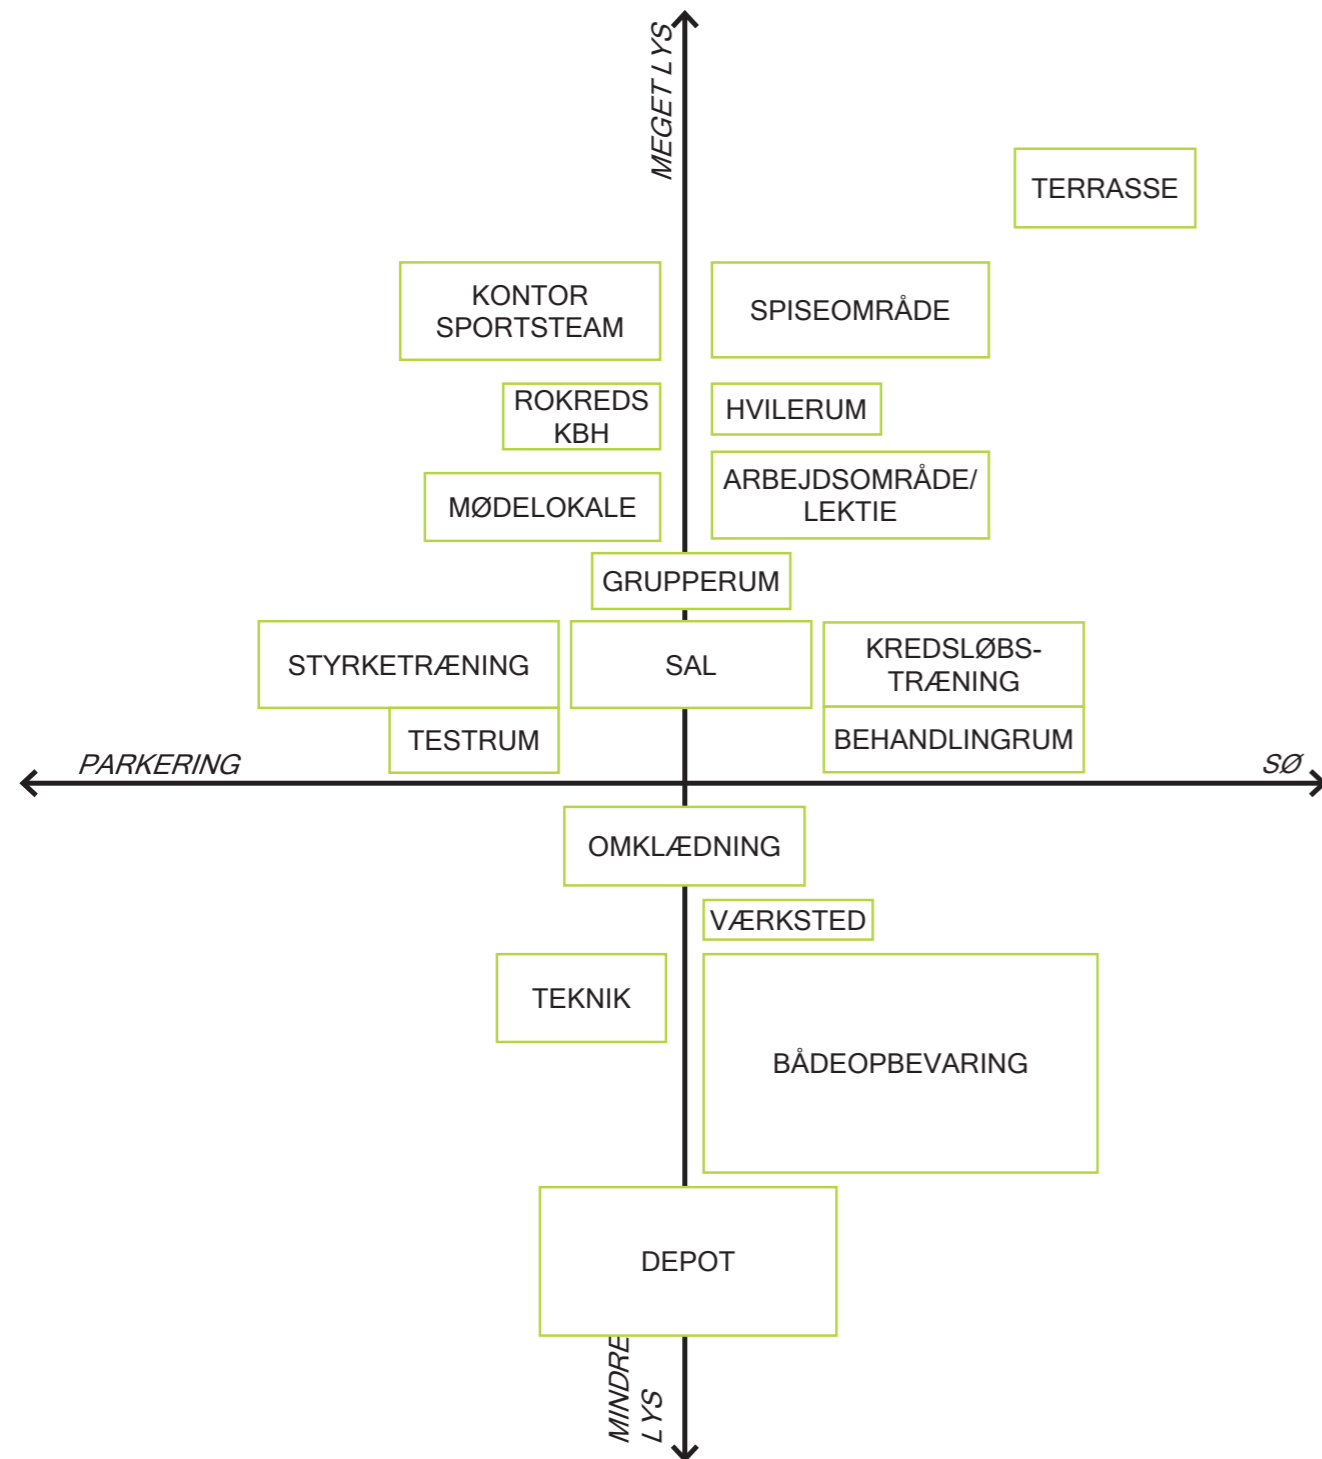 MEGET LYS
TERRASSE
KONTOR
SPORTSTEAM
SPISEOMRÅDE
ROKREDS
KBH
HVILERUM
MØDELOKALE
ARBEJDSOMRÅDE/
LEKTIE
GRUPPERUM
STYRKETRÆNING
SAL
KREDSLØBS-
TRÆNING
TESTRUM
BEHANDLINGRUM
PARKERING
SØ
OMKLÆDNING
VÆRKSTED
TEKNIK
BÅDEOPBEVARING
DEPOT
MINDRE
LYS